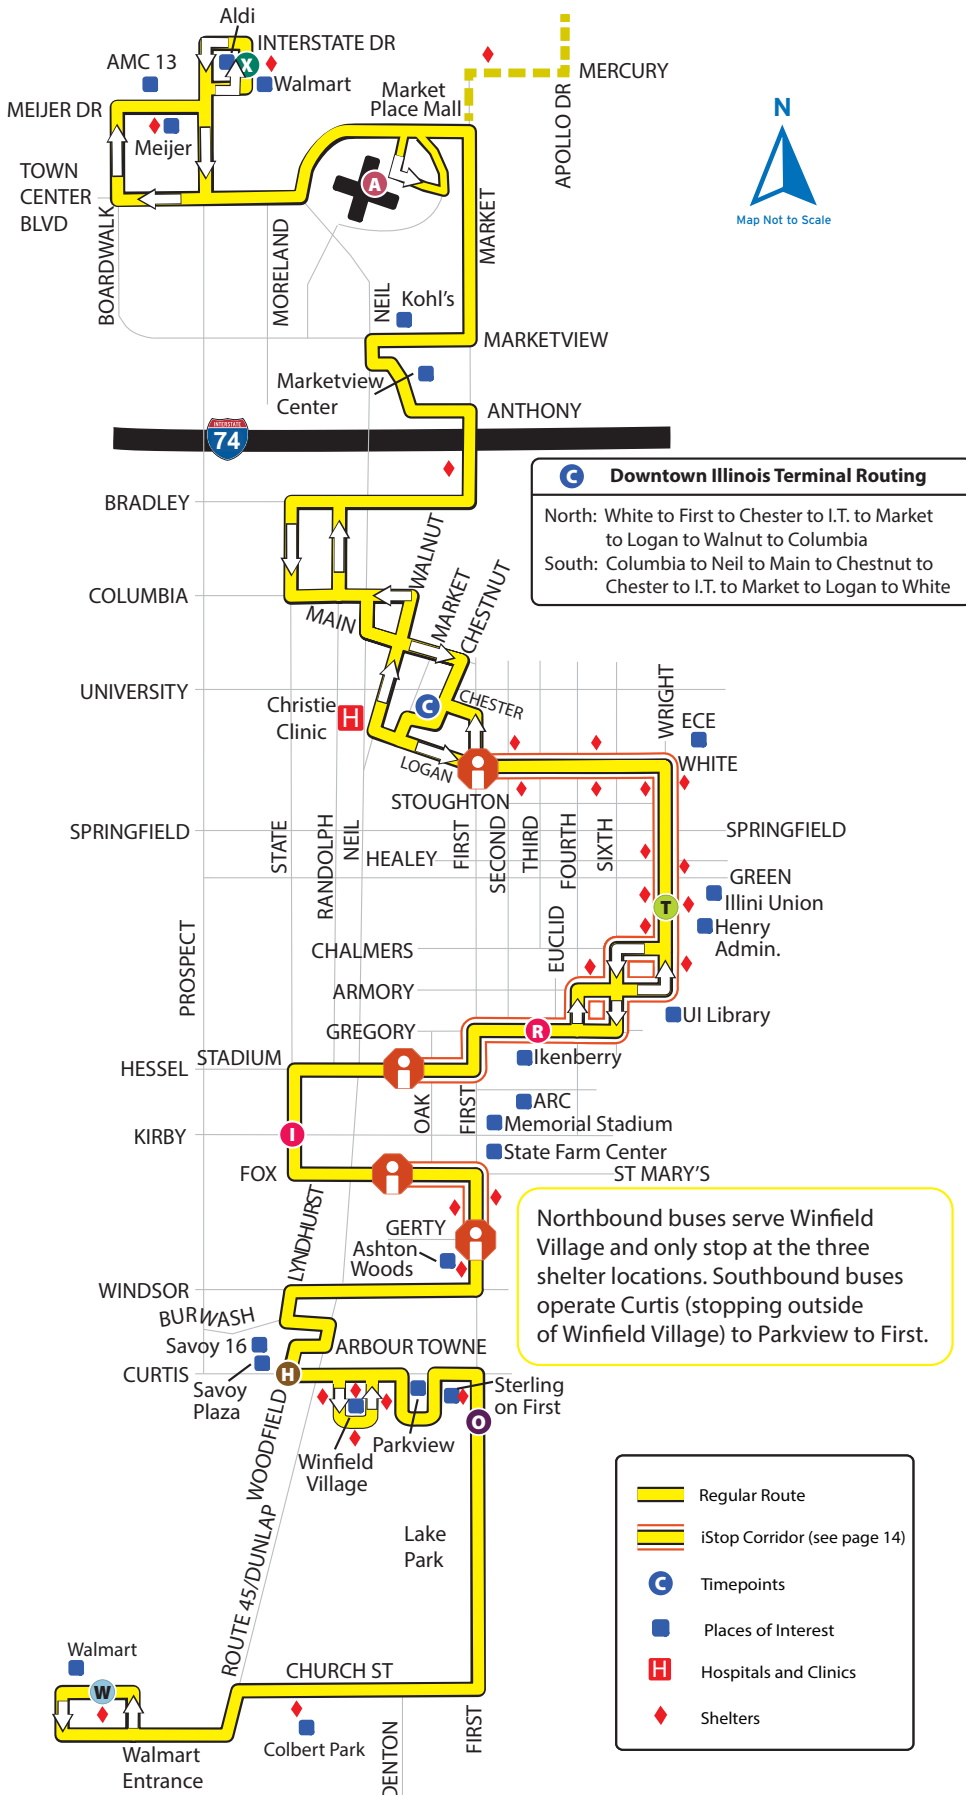 Aldi
INTERSTATE DR
AMC 13
X
Walmart
MERCURY
Market
Place Mall
MEIJER DR
Meijer
APOLLO DR
N
Map Not to Scale
TOWN
CENTER
BLVD
A
BOARDWALK
MORELAND
NEIL
MARKET
Kohl's
MARKETVIEW
Marketview
Center
ANTHONY
INTERSTATE
74
C Downtown Illinois Terminal Routing
North: White to First to Chester to I.T. to Market
to Logan to Walnut to Columbia
South: Columbia to Neil to Main to Chestnut to
Chester to I.T. to Market to Logan to White
BRADLEY
WALNUT
MARKET
CHESTNUT
COLUMBIA
MAIN
UNIVERSITY
Christie
Clinic
H
C
CHESTER
LOGAN
WRIGHT
ECE
WHITE
STOUGHTON
SPRINGFIELD
SPRINGFIELD
STATE
RANDOLPH
NEIL
HEALEY
FIRST
SECOND
THIRD
FOURTH
SIXTH
GREEN
Illini Union
T
Henry
Admin.
PROSPECT
CHALMERS
EUCLID
ARMORY
UI Library
GREGORY
R
Ikenberry
HESSEL
STADIUM
OAK
FIRST
ARC
Memorial Stadium
KIRBY
I
State Farm Center
FOX
ST MARY'S
LYNDHURST
GERTY
Ashton
Woods
Northbound buses serve Winfield
Village and only stop at the three
shelter locations. Southbound buses
operate Curtis (stopping outside
of Winfield Village) to Parkview to First.
WINDSOR
BURWASH
Savoy 16
ARBOUR TOWNE
CURTIS
H
Savoy
Plaza
Sterling
on First
O
WOODFIELD
Parkview
Winfield
Village
Lake
Park
ROUTE 45/DUNLAP
Regular Route
iStop Corridor (see page 14)
C Timepoints
Places of Interest
H Hospitals and Clinics
Shelters
Walmart
W
CHURCH ST
Walmart
Entrance
Colbert Park
DENTON
FIRST